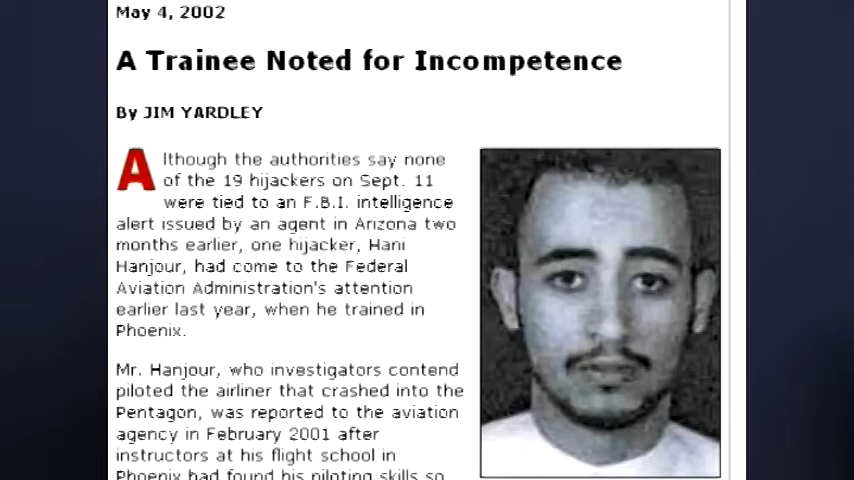 May 4, 2002
A Trainee Noted for Incompetence
By JIM YARDLEY
Although the authorities say none
of the 19 hijackers on Sept. 11
were tied to an F.B.I. intelligence
alert issued by an agent in Arizona two
months earlier, one hijacker, Hani
Hanjour, had come to the Federal
Aviation Administration's attention
earlier last year, when he trained in
Phoenix.
Mr. Hanjour, who investigators contend
piloted the airliner that crashed into the
Pentagon, was reported to the aviation
agency in February 2001 after
instructors at his flight school in
Phoenix had found his piloting skills so